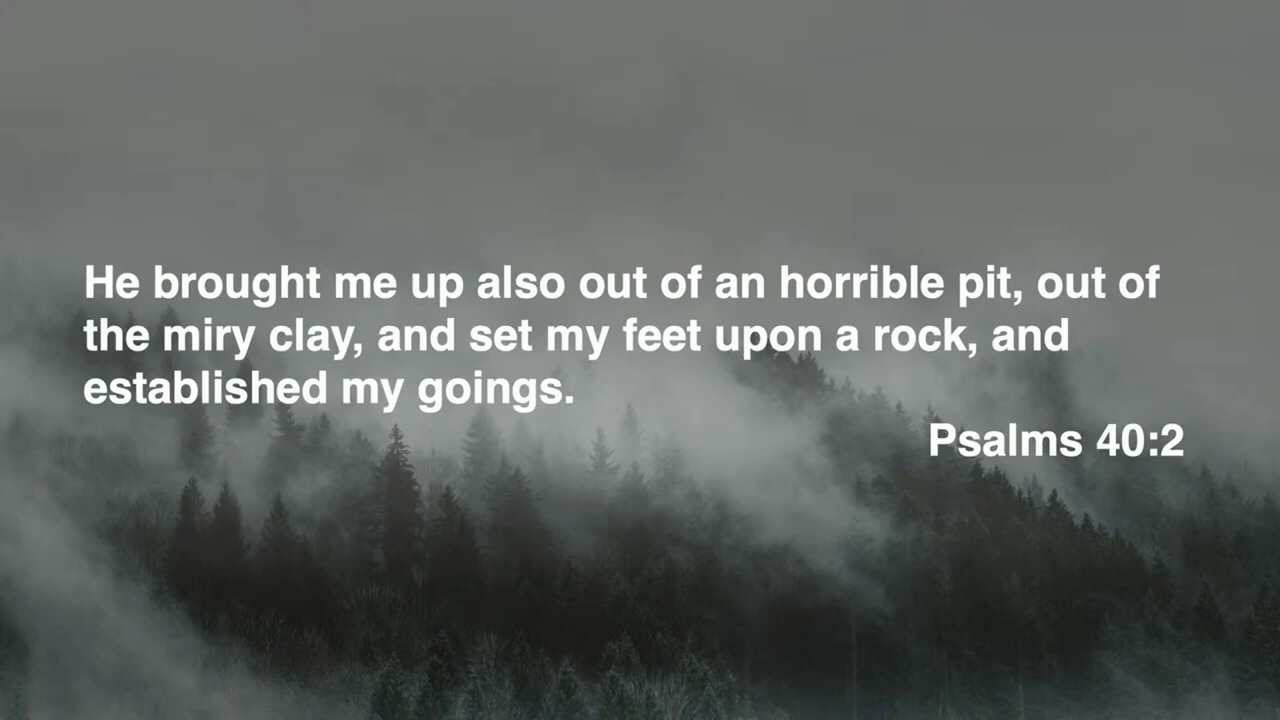 He brought me up also out of an horrible pit, out of
the miry clay, and set my feet upon a rock, and
established my goings.
Psalms 40:2